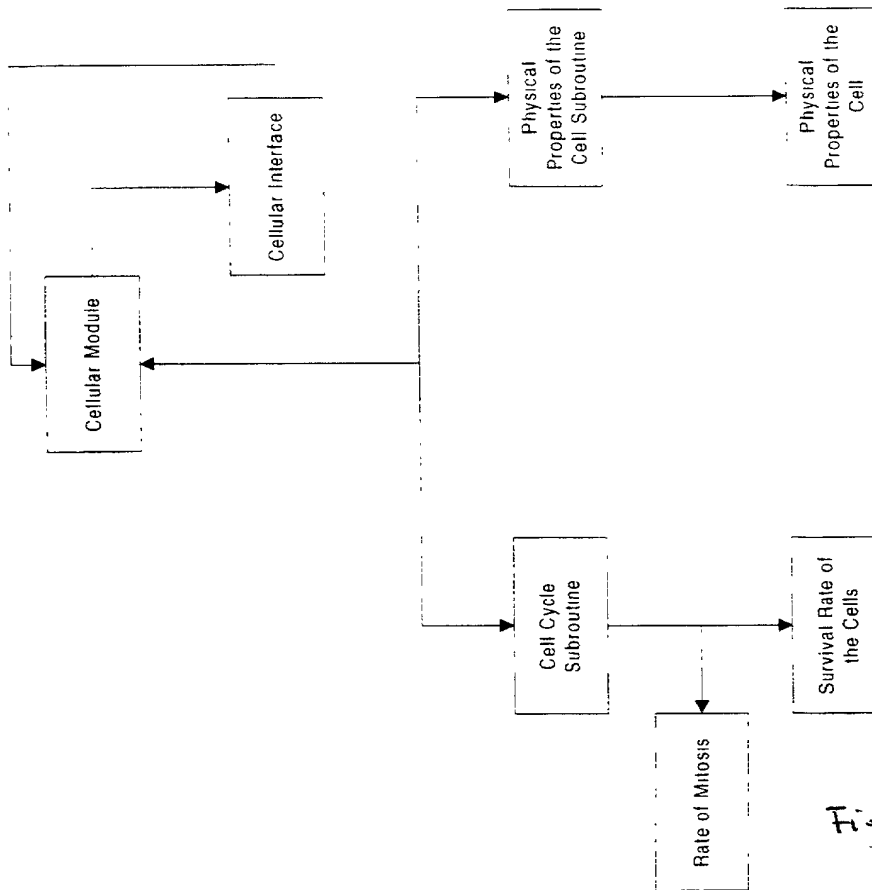 Cellular Module
Cellular Interface
Physical
Properties of the
Cell Subroutine
Physical
Properties of the
Cell
Cell Cycle
Subroutine
Survival Rate of
the Cells
Rate of Mitosis